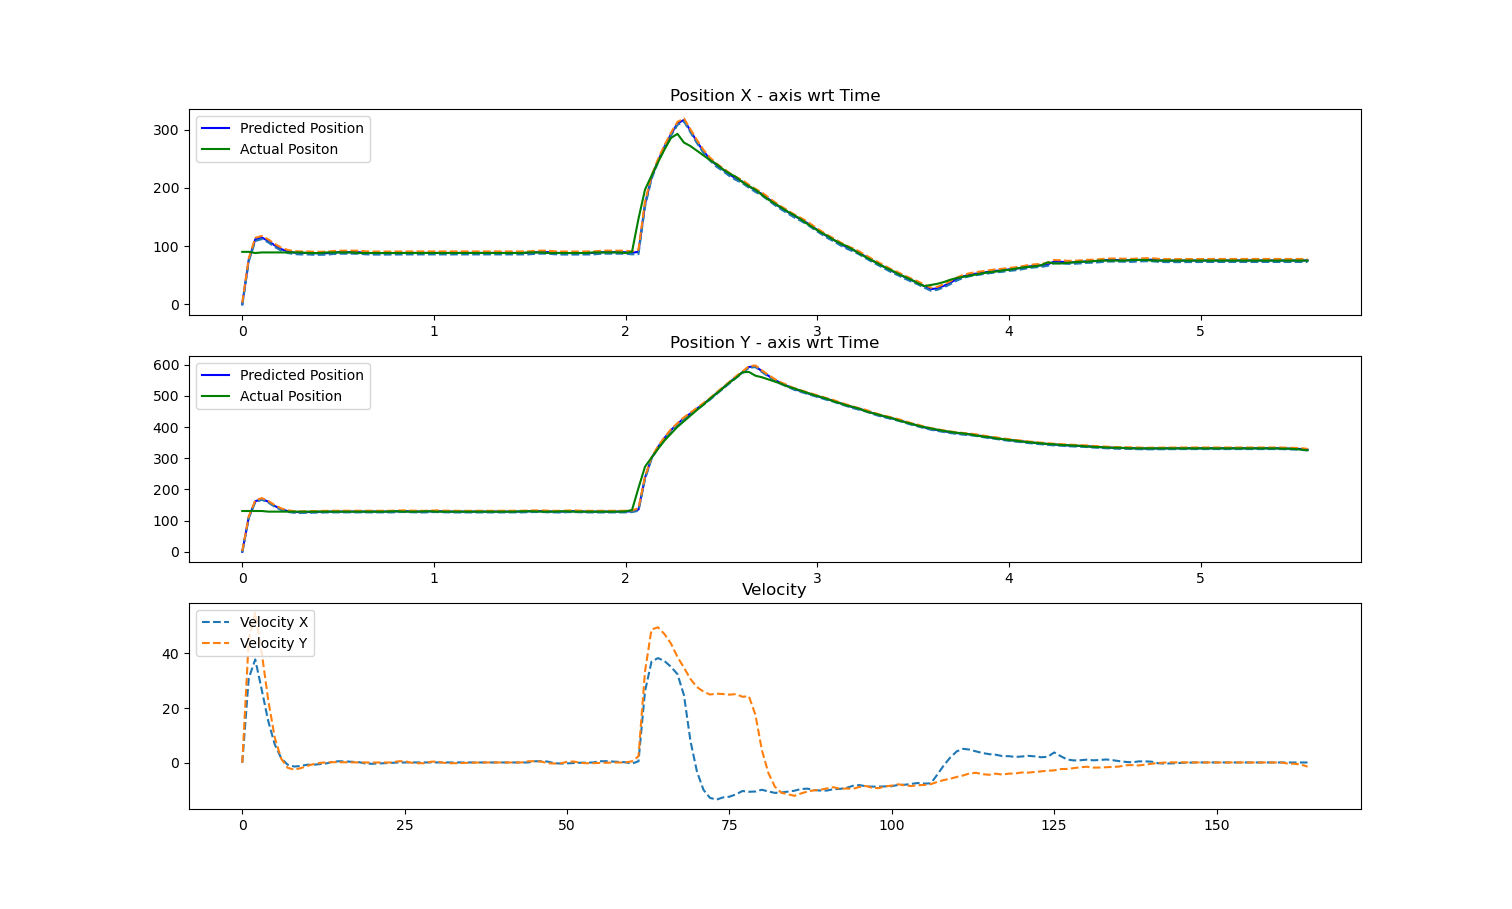 Position X - axis wrt Time
300
200
100
0
Predicted Position
Actual Positon
0 1 2 3 4 5
Position Y - axis wrt Time
600
500
400
300
200
100
0
Predicted Position
Actual Position
0 1 2 3 4 5
Velocity
40
20
0
Velocity X
Velocity Y
0 25 50 75 100 125 150